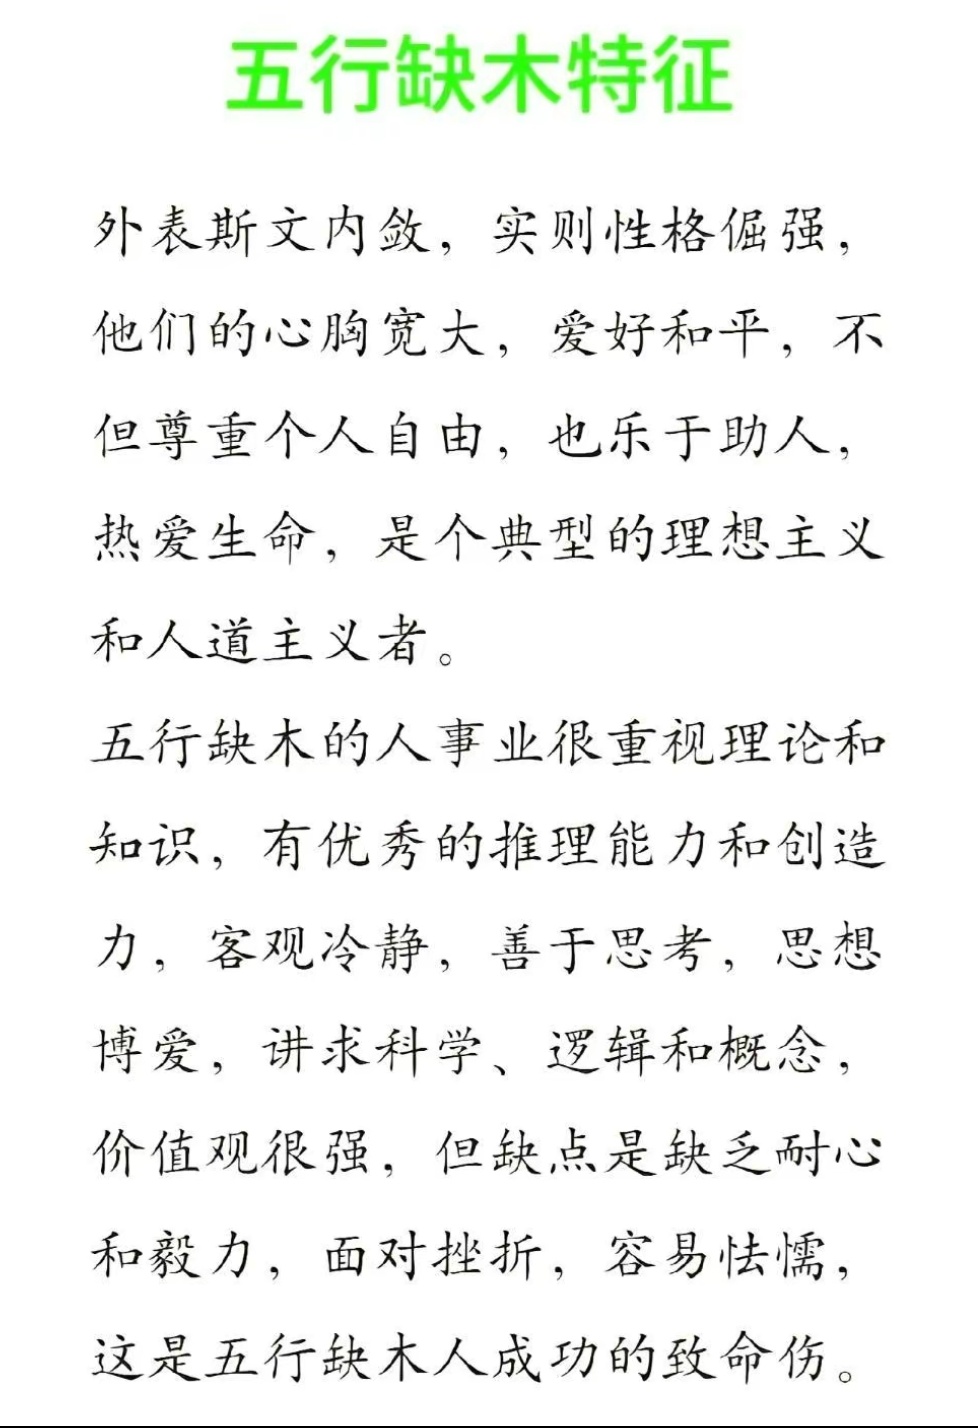 五行缺木特征
外表斯文内敛，实则性格倔强，
他们的心胸宽大，爱好和平，不
但尊重个人自由，也乐于助人，
热爱生命，是个典型的理想主义
和人道主义者。
五行缺木的人事业很重视理论和
知识，有优秀的推理能力和创造
力，客观冷静，善于思考，思想
博爱，讲求科学、逻辑和概念，
价值观很强，但缺点是缺乏耐心
和毅力，面对挫折，容易怯懦，
这是五行缺木人成功的致命伤。